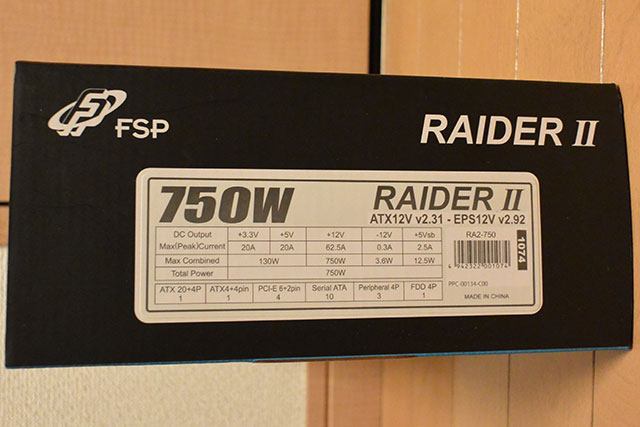 FSP
RAIDER II
750W
RAIDER II
ATX12V v2.31 - EPS12V v2.92
DC Output +3.3V +5V +12V -12V +5Vsb
Max(Peak)Current 20A 20A 62.5A 0.3A 2.5A
Max Combined 130W 750W 3.6W 12.5W
Total Power 750W
ATX 20+4P ATX4+4pin PCI-E 6+2pin Serial ATA Peripheral 4P FDD 4P
1 1 4 10 3 1
RA2-750
1074
4 942322 001074
PPC-00134-C00
MADE IN CHINA